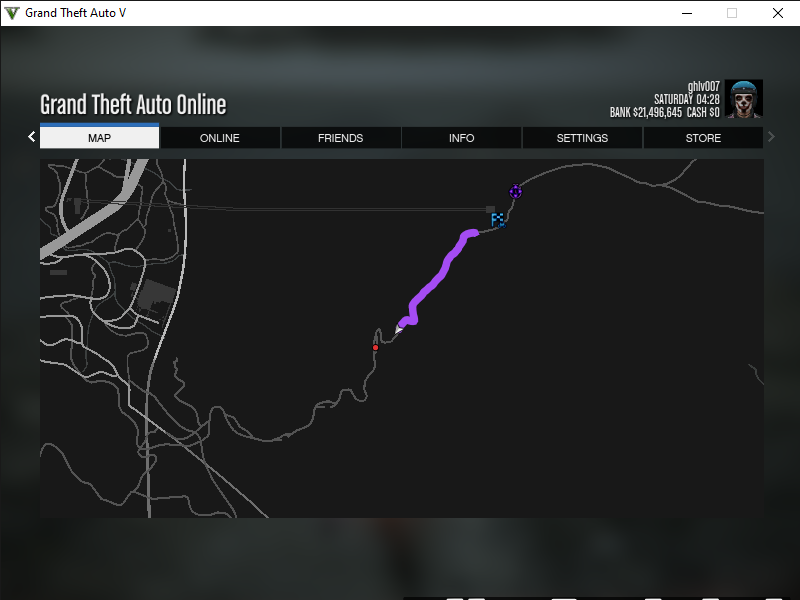 Grand Theft Auto V
Grand Theft Auto Online
ghlv007
SATURDAY 04:28
BANK $21,496,645 CASH $0
MAP
ONLINE
FRIENDS
INFO
SETTINGS
STORE